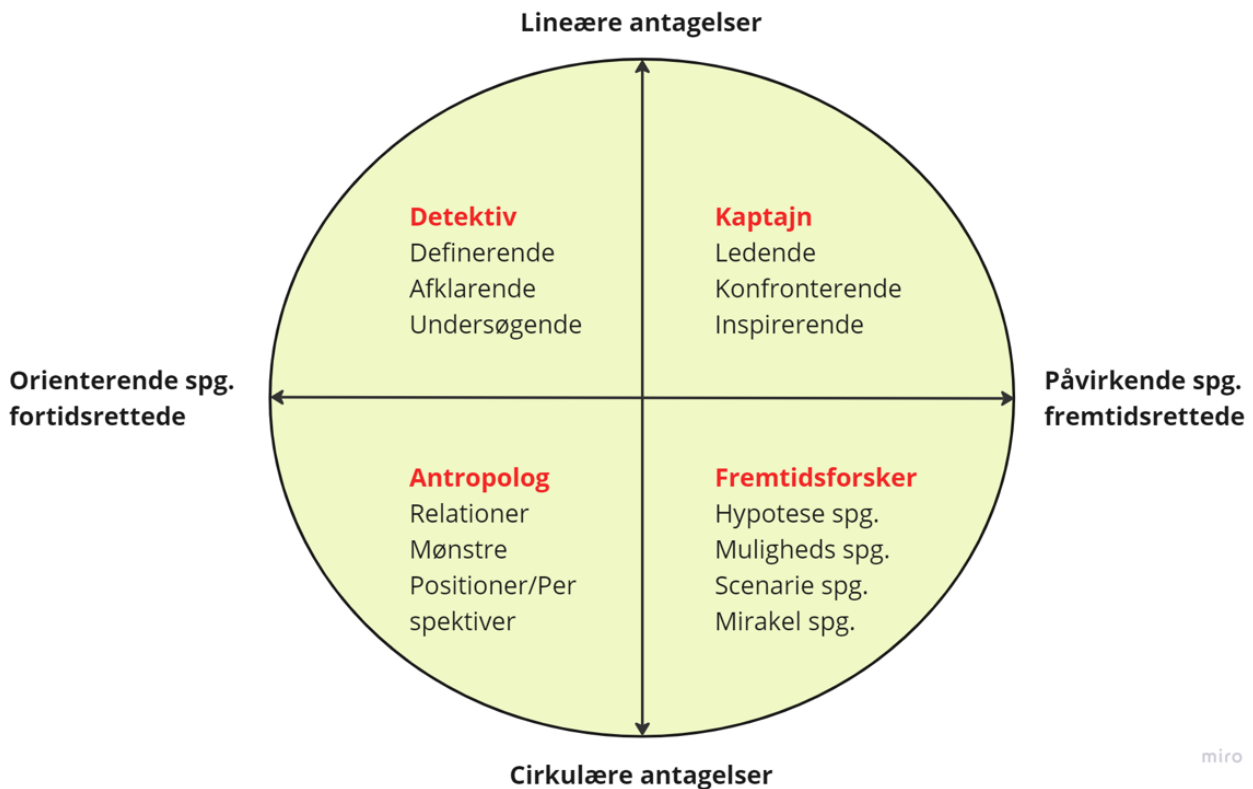 Lineære antagelser
Detektiv
Definerende
Afklarende
Undersøgende
Kaptajn
Ledende
Konfronterende
Inspirerende
Orienterende spg.
fortidsrettede
Påvirkende spg.
fremtidsrettede
Antropolog
Relationer
Mønstre
Positioner/Per
spektiver
Fremtidsforsker
Hypotese spg.
Muligheds spg.
Scenarie spg.
Mirakel spg.
Cirkulære antagelser
miro